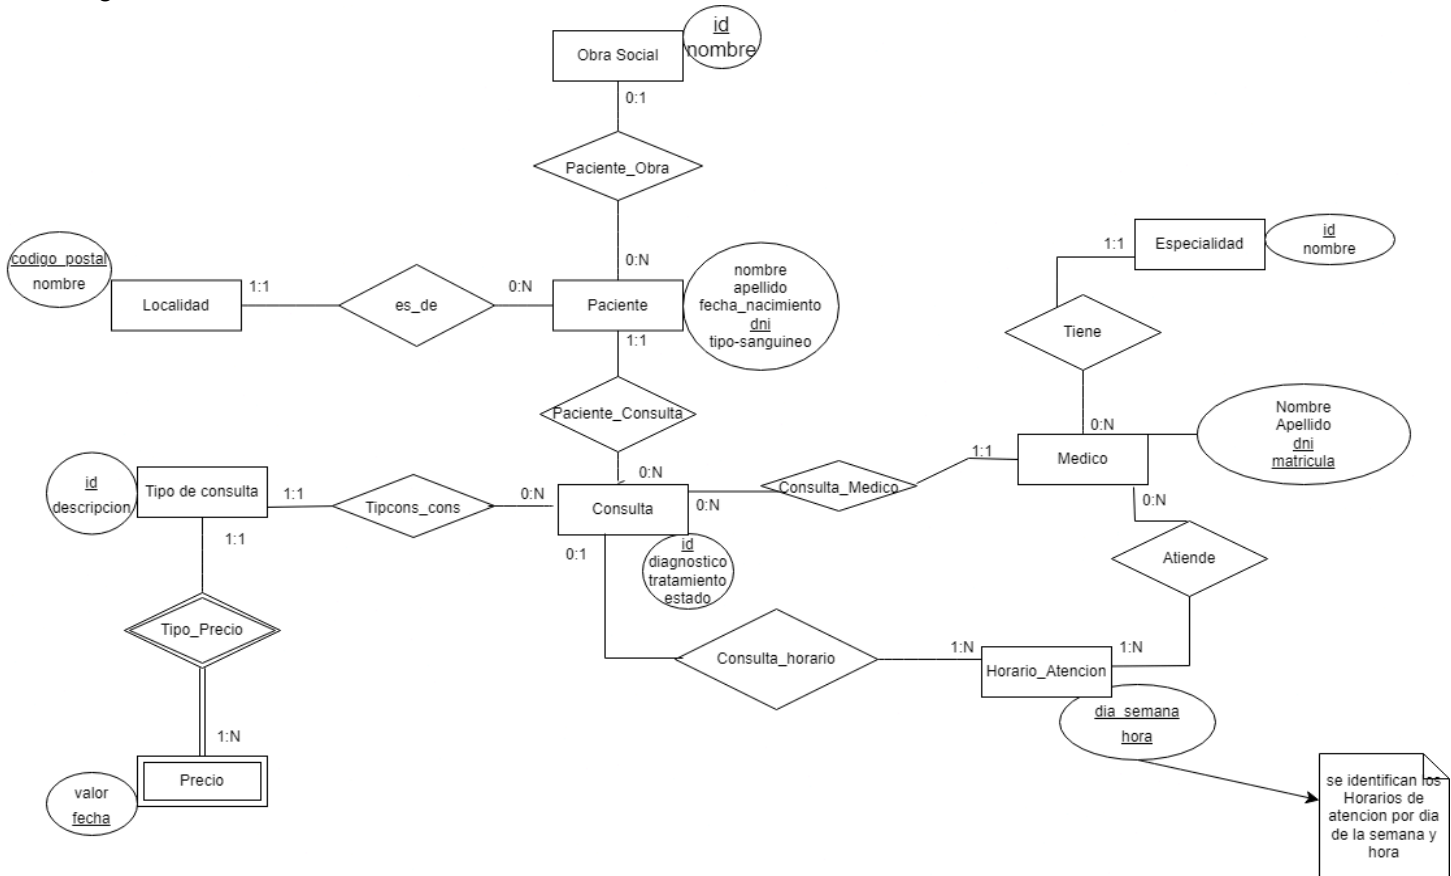 id
nombre
Obra Social
0:1
Paciente_Obra
0:N
codigo_postal
nombre
Localidad
1:1
es_de
0:N
Paciente
1:1
nombre
apellido
fecha_nacimiento
dni
tipo-sanguineo
Especialidad
1:1
id
nombre
Tiene
0:N
Paciente_Consulta
0:N
Nombre
Apellido
dni
matricula
Medico
1:1
0:N
Consulta_Medico
0:N
id
descripcion
Tipo de consulta
1:1
Tipcons_cons
0:N
Consulta
0:1
id
diagnostico
tratamiento
estado
1:1
Tipo_Precio
1:N
Precio
valor
fecha
Atiende
Consulta_horario
1:N
1:N
Horario_Atencion
dia_semana
hora
se identifican los
Horarios de
atencion por dia
de la semana y
hora